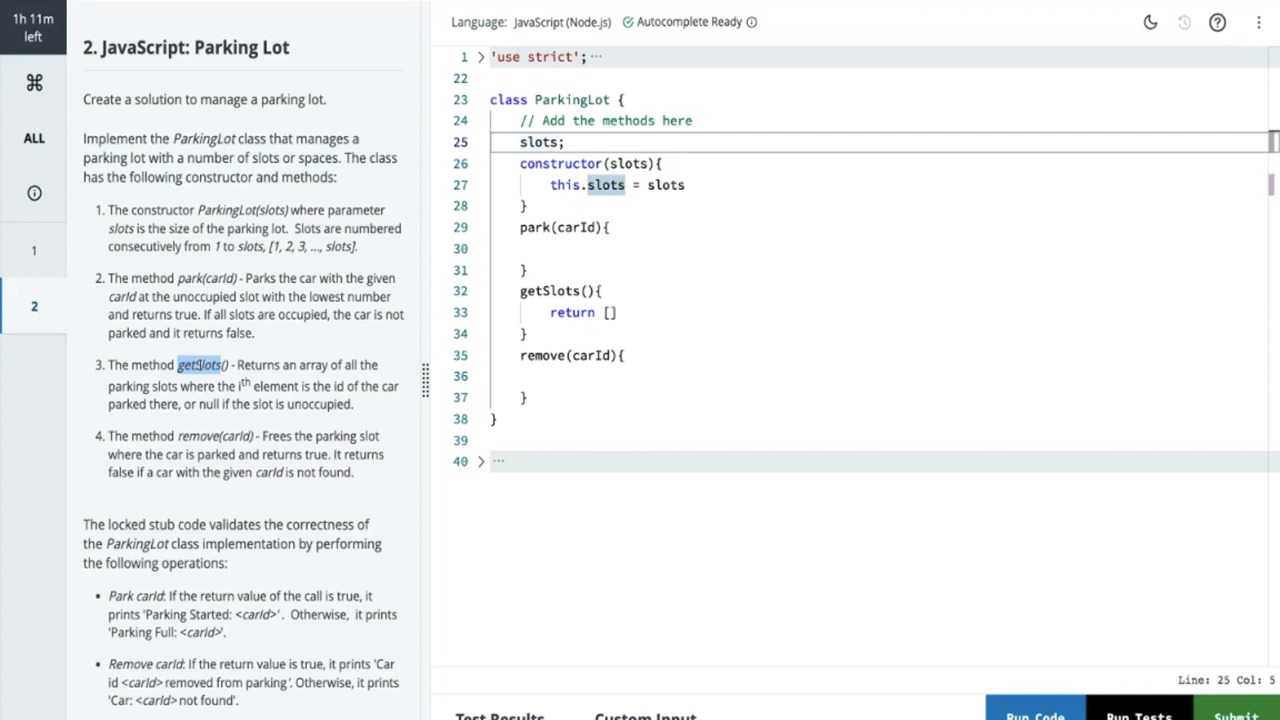 1h 11m
left
ALL
1
2
2. JavaScript: Parking Lot
Create a solution to manage a parking lot.
Implement the ParkingLot class that manages a
parking lot with a number of slots or spaces. The class
has the following constructor and methods:
1. The constructor ParkingLot(slots) where parameter
slots is the size of the parking lot. Slots are numbered
consecutively from 1 to slots, [1, 2, 3, ..., slots].
2. The method park(carId) - Parks the car with the given
carId at the unoccupied slot with the lowest number
and returns true. If all slots are occupied, the car is not
parked and it returns false.
3. The method getSlots() - Returns an array of all the
parking slots where the ith element is the id of the car
parked there, or null if the slot is unoccupied.
4. The method remove(carId) - Frees the parking slot
where the car is parked and returns true. It returns
false if a car with the given carId is not found.
The locked stub code validates the correctness of
the ParkingLot class implementation by performing
the following operations:
• Park carId: If the return value of the call is true, it
prints 'Parking Started: <carId>' . Otherwise, it prints
'Parking Full: <carId>'.
• Remove carId: If the return value is true, it prints 'Car
id <carId> removed from parking'. Otherwise, it prints
'Car: <carId> not found'.
Language: JavaScript (Node.js) Autocomplete Ready
1 'use strict'; ...
22
23 class ParkingLot {
24 // Add the methods here
25 slots;
26 constructor(slots){
27 this.slots = slots
28 }
29 park(carId){
30
31 }
32 getSlots(){
33 return []
34 }
35 remove(carId){
36
37 }
38 }
39
40 ...
Line: 25 Col: 5
Test Results Custom Input Run Code Run Tests Submit